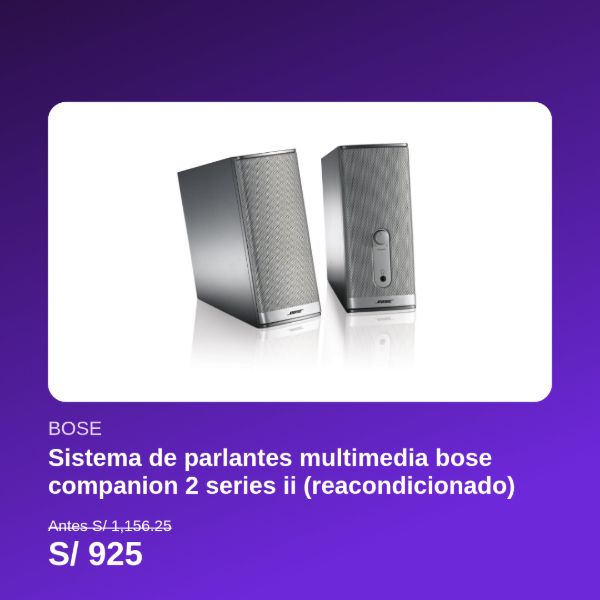 BOSE
Sistema de parlantes multimedia bose
companion 2 series ii (reacondicionado)
Antes S/ 1,156.25
S/ 925